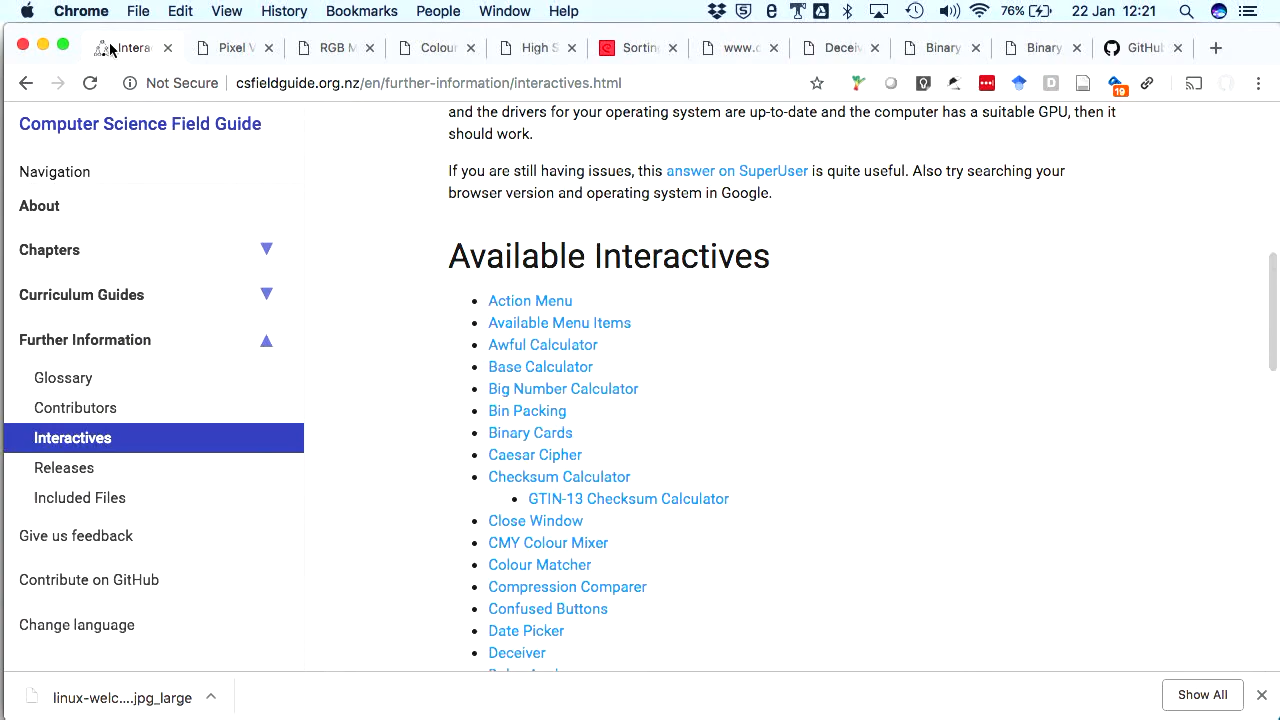 Chrome File Edit View History Bookmarks People Window Help 76% 22 Jan 12:21
Intera Pixel V RGB M Colou High S Sorting www.c Deceiv Binary Binary GitHub
Not Secure csfieldguide.org.nz/en/further-information/interactives.html 19
Computer Science Field Guide
Navigation
About
Chapters
Curriculum Guides
Further Information
Glossary
Contributors
Interactives
Releases
Included Files
Give us feedback
Contribute on GitHub
Change language
and the drivers for your operating system are up-to-date and the computer has a suitable GPU, then it
should work.
If you are still having issues, this answer on SuperUser is quite useful. Also try searching your
browser version and operating system in Google.
Available Interactives
Action Menu
Available Menu Items
Awful Calculator
Base Calculator
Big Number Calculator
Bin Packing
Binary Cards
Caesar Cipher
Checksum Calculator
GTIN-13 Checksum Calculator
Close Window
CMY Colour Mixer
Colour Matcher
Compression Comparer
Confused Buttons
Date Picker
Deceiver
linux-welc....jpg_large
Show All